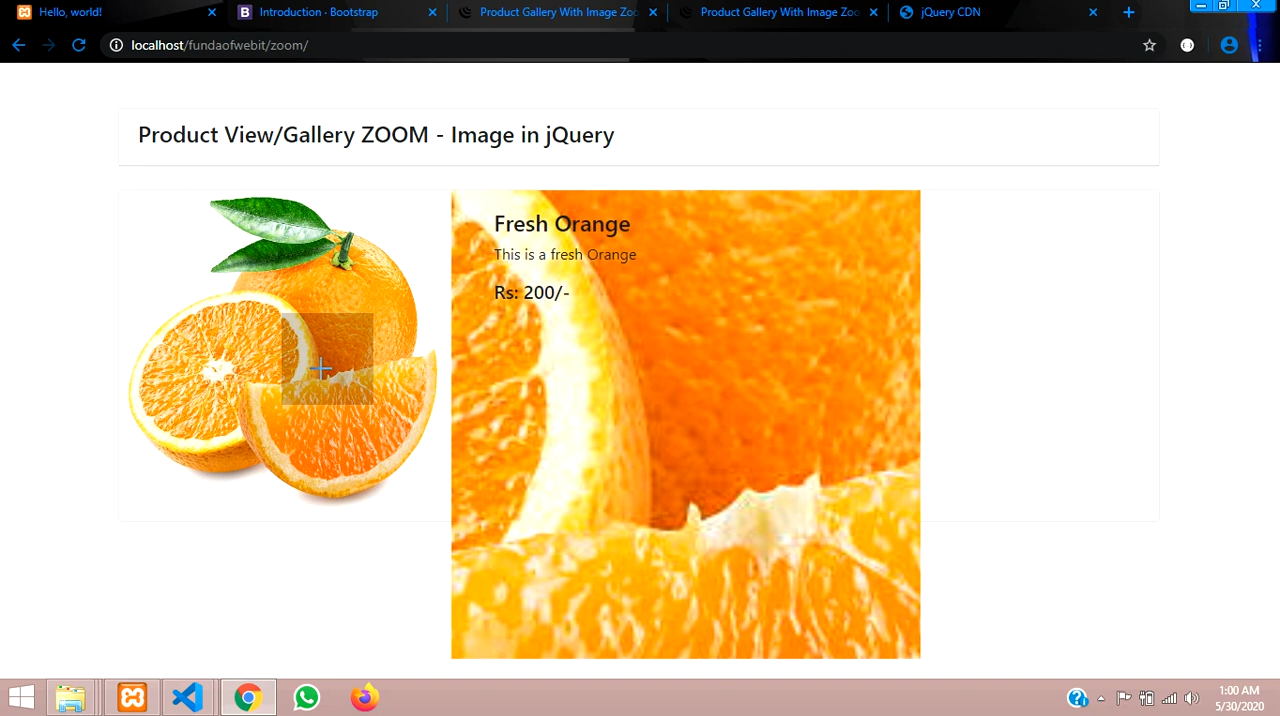 Hello, world!
Introduction · Bootstrap
Product Gallery With Image Zoo
Product Gallery With Image Zoo
jQuery CDN
localhost/fundaofwebit/zoom/
Product View/Gallery ZOOM - Image in jQuery
Fresh Orange
This is a fresh Orange
Rs: 200/-
1:00 AM
5/30/2020